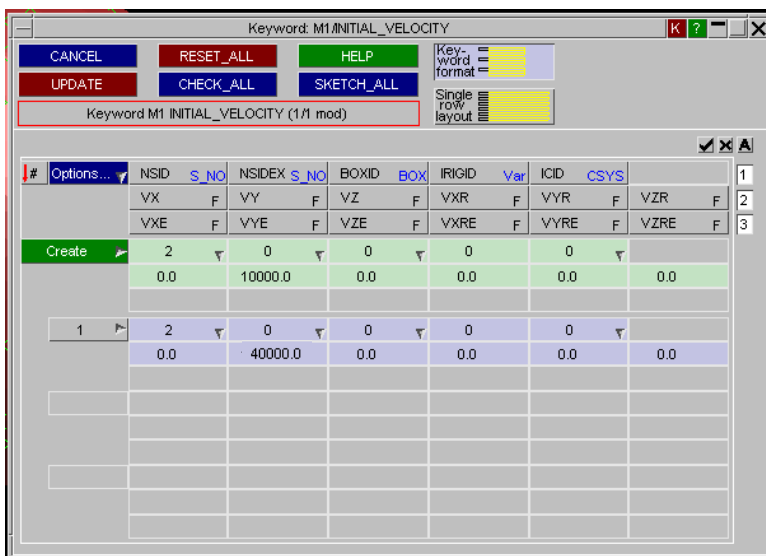 Keyword: M1/INITIAL_VELOCITY K ?
CANCEL RESET_ALL HELP Key-word format
UPDATE CHECK_ALL SKETCH_ALL Single row layout
Keyword M1 INITIAL_VELOCITY (1/1 mod)
A
# Options... NSID S_NO NSIDEX S_NO BOXID BOX IRIGID Var ICID CSYS 1
VX F VY F VZ F VXR F VYR F VZR F 2
VXE F VYE F VZE F VXRE F VYRE F VZRE F 3
Create 2 0 0 0 0
0.0 10000.0 0.0 0.0 0.0 0.0
1 2 0 0 0 0
0.0 40000.0 0.0 0.0 0.0 0.0